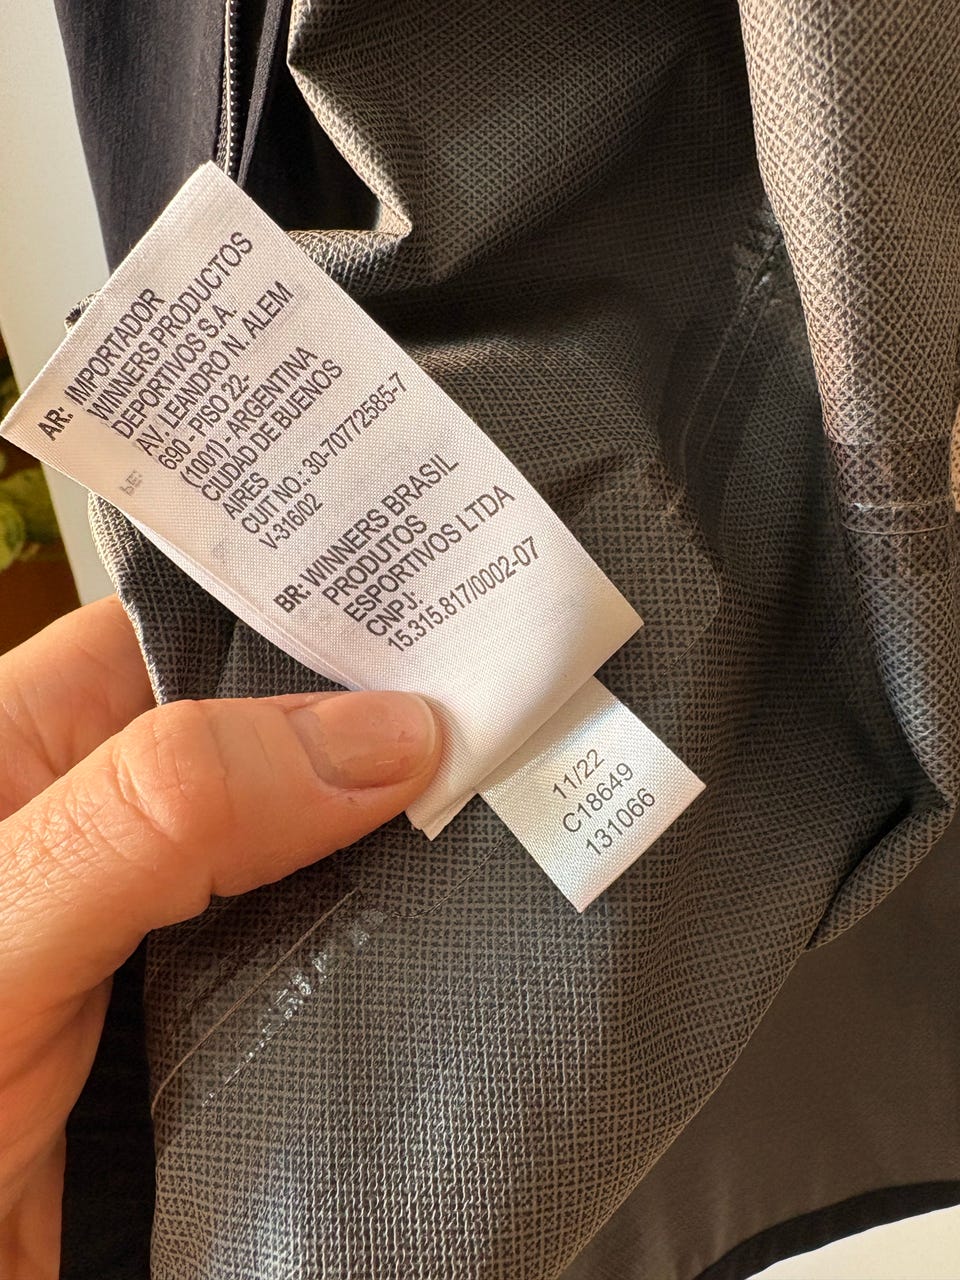 AR: IMPORTADOR
WINNERS PRODUCTOS
DEPORTIVOS S.A.
AV. LEANDRO N. ALEM
690 - PISO 22-
(1001) - ARGENTINA
CIUDAD DE BUENOS
AIRES
CUIT NO.: 30-70772585-7
V-316/02
BR: WINNERS BRASIL
PRODUTOS
ESPORTIVOS LTDA
CNPJ:
15.315.817/0002-07
11/22
C18649
131066